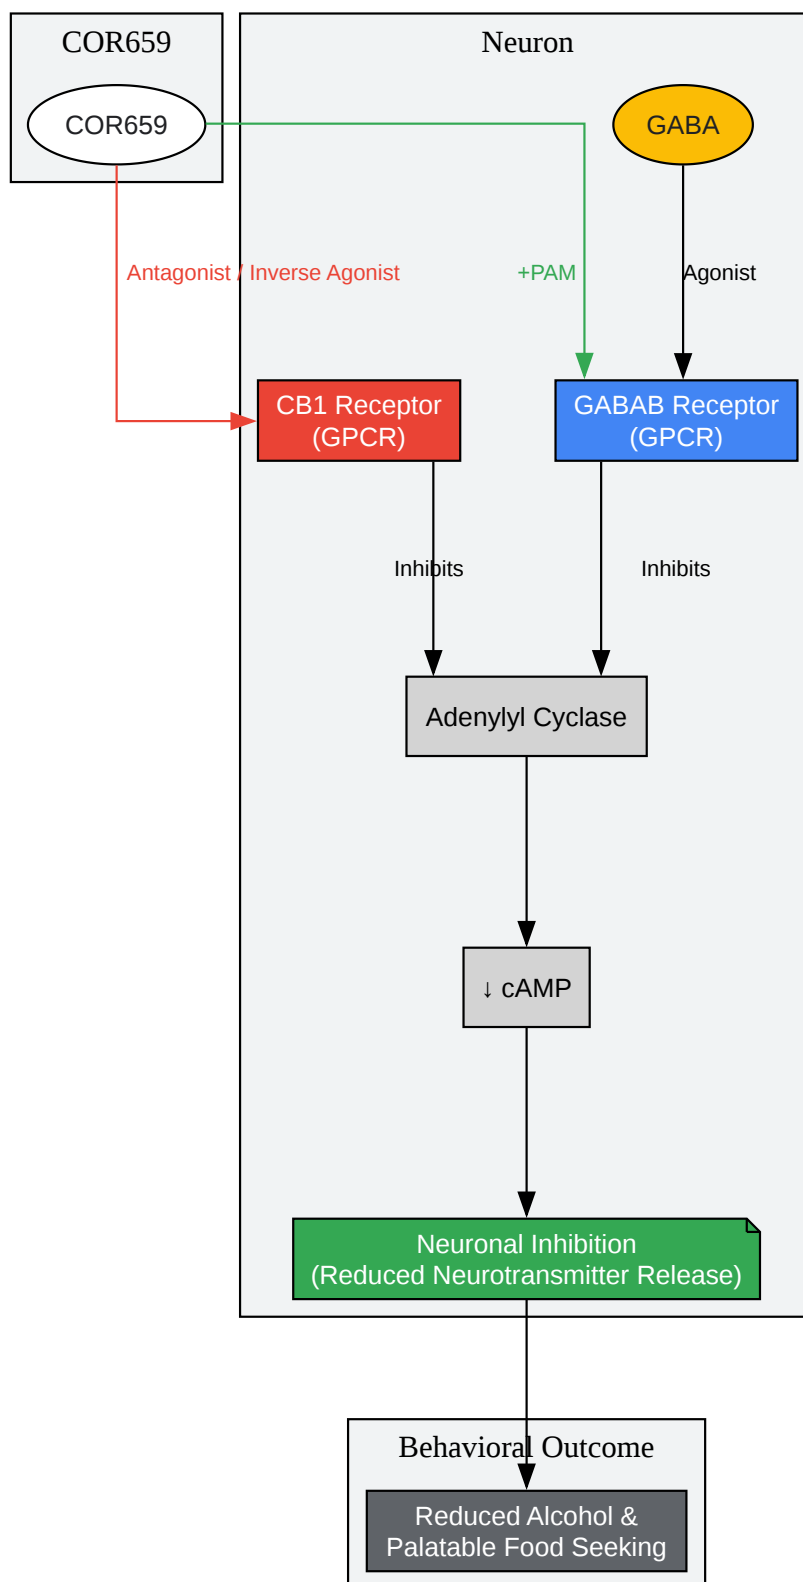 COR659
Neuron
COR659
GABA
Antagonist / Inverse Agonist
+PAM
Agonist
CB1 Receptor
(GPCR)
GABAB Receptor
(GPCR)
Inhibits
Inhibits
Adenylyl Cyclase
↓ cAMP
Neuronal Inhibition
(Reduced Neurotransmitter Release)
Behavioral Outcome
Reduced Alcohol &
Palatable Food Seeking